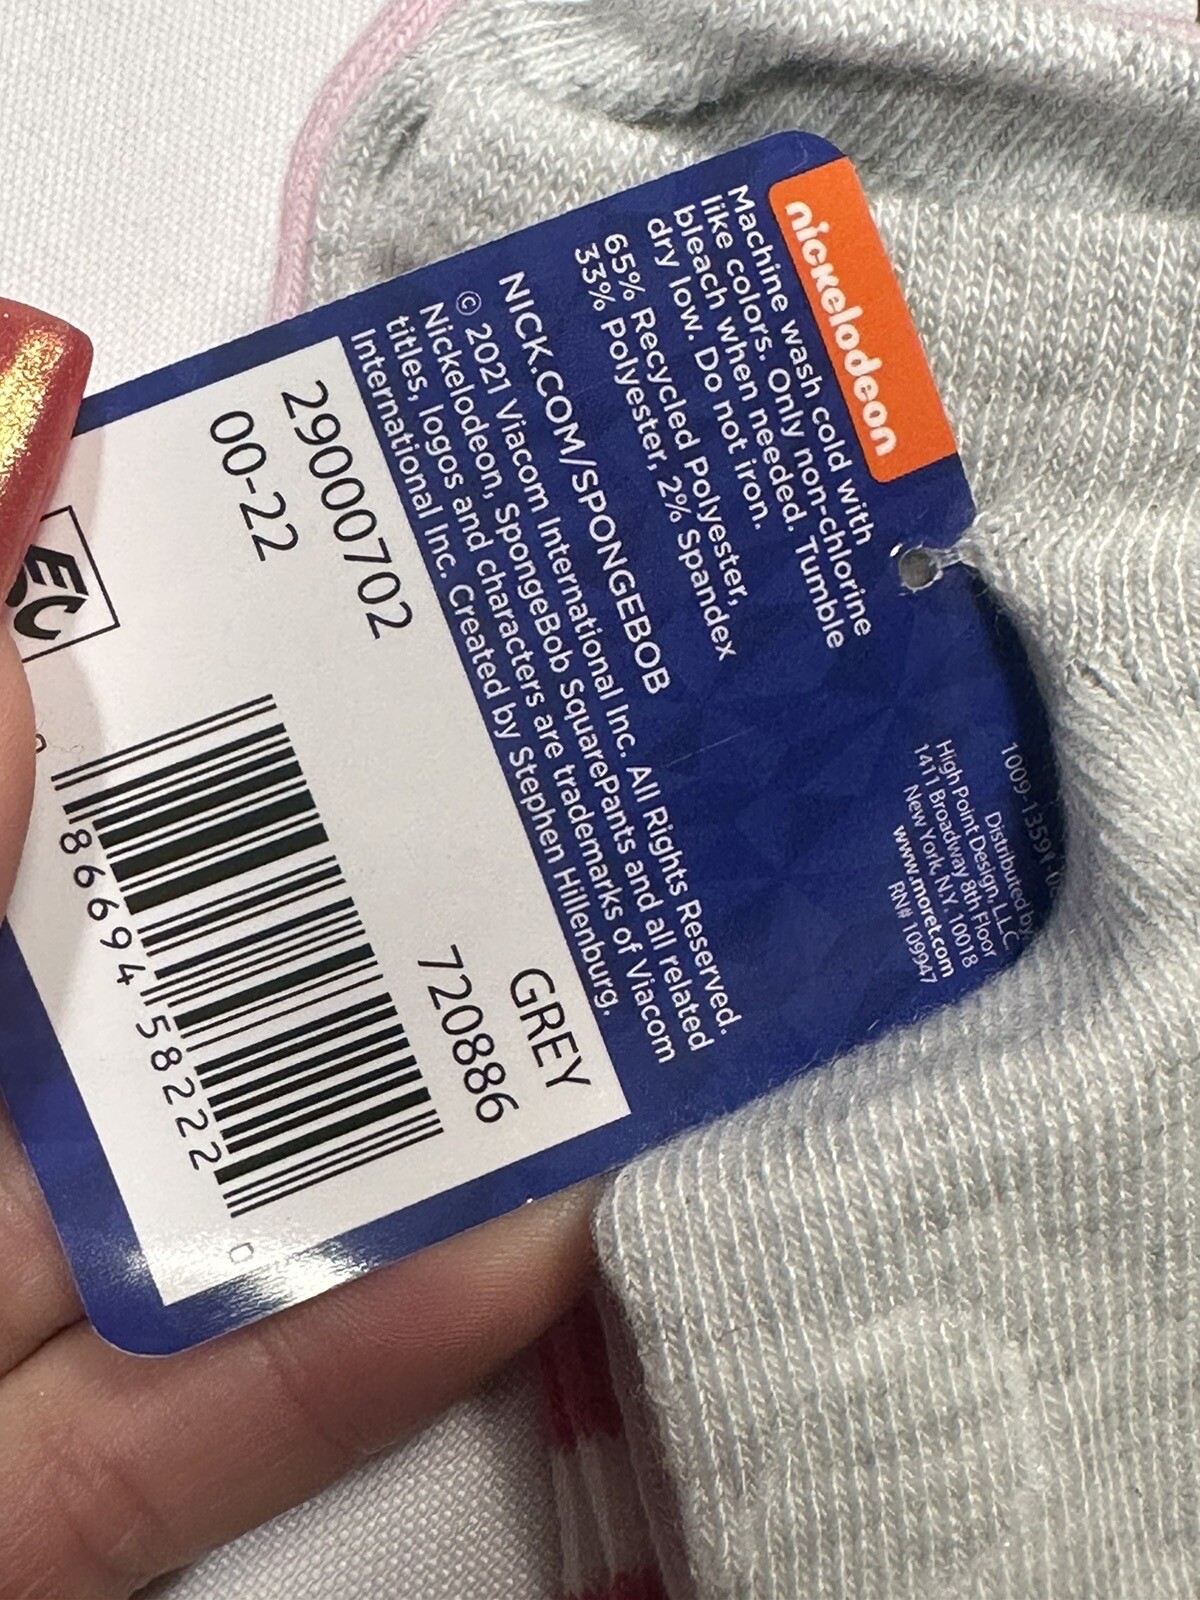 nickelodeon
Machine wash cold with
like colors. Only non-chlorine
bleach when needed. Tumble
dry low. Do not iron.
65% Recycled Polyester,
33% Polyester, 2% Spandex
NICK.COM/SPONGEBOB
© 2021 Viacom International Inc. All Rights Reserved.
Nickelodeon, SpongeBob SquarePants and all related
titles, logos and characters are trademarks of Viacom
International Inc. Created by Stephen Hillenburg.
Distributed by
High Point Design, LLC
1411 Broadway 8th Floor
New York, N.Y. 10018
www.moret.com
RN# 109947
GREY
29000702
720886
00-22
86694 58222 0